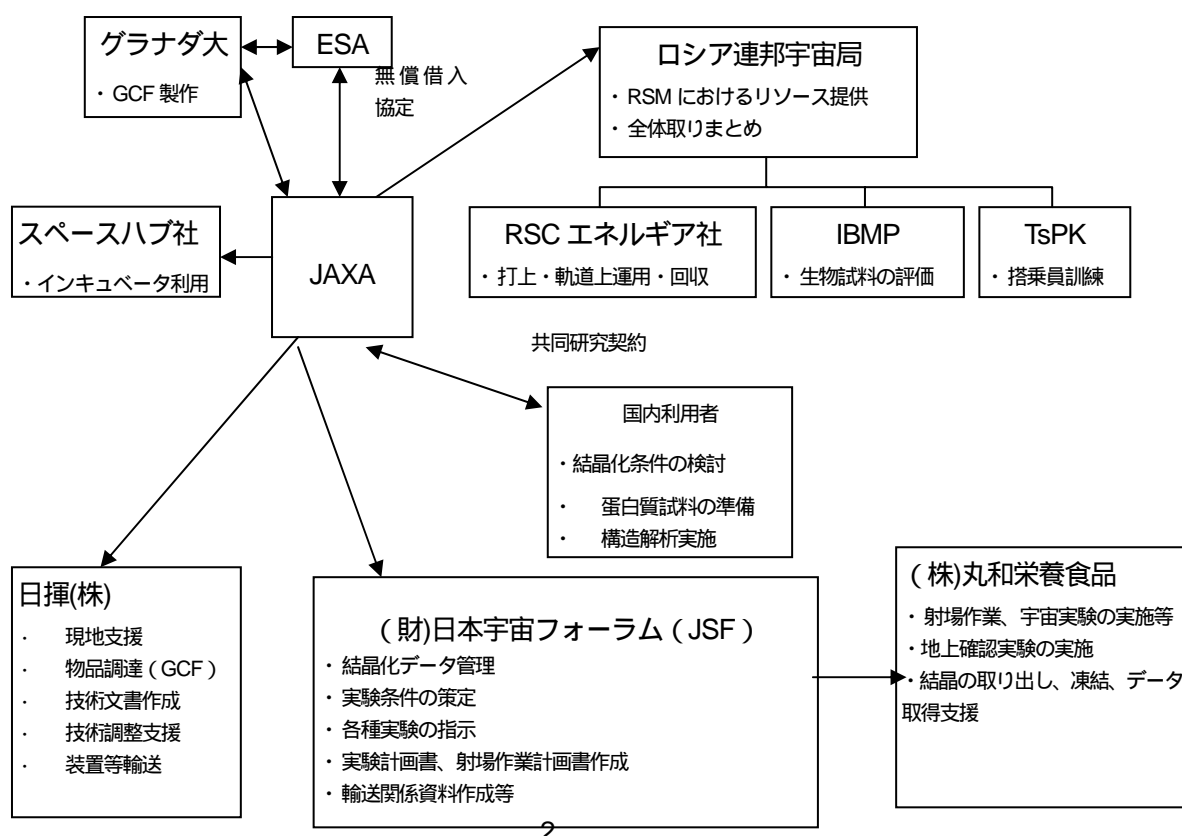 グラナダ大
・GCF 製作
ESA
無償借入
協定
ロシア連邦宇宙局
・RSM におけるリソース提供
・全体取りまとめ
スペースハブ社
・インキュベータ利用
JAXA
RSC エネルギア社
・打上・軌道上運用・回収
IBMP
・生物試料の評価
TsPK
・搭乗員訓練
共同研究契約
国内利用者
・結晶化条件の検討
・ 蛋白質試料の準備
・ 構造解析実施
日揮(株)
・ 現地支援
・ 物品調達（GCF）
・ 技術文書作成
・ 技術調整支援
・ 装置等輸送
（財)日本宇宙フォーラム（JSF）
・結晶化データ管理
・実験条件の策定
・各種実験の指示
・実験計画書、射場作業計画書作成
・輸送関係資料作成等
（株)丸和栄養食品
・射場作業、宇宙実験の実施等
・地上確認実験の実施
・結晶の取り出し、凍結、データ
取得支援
2